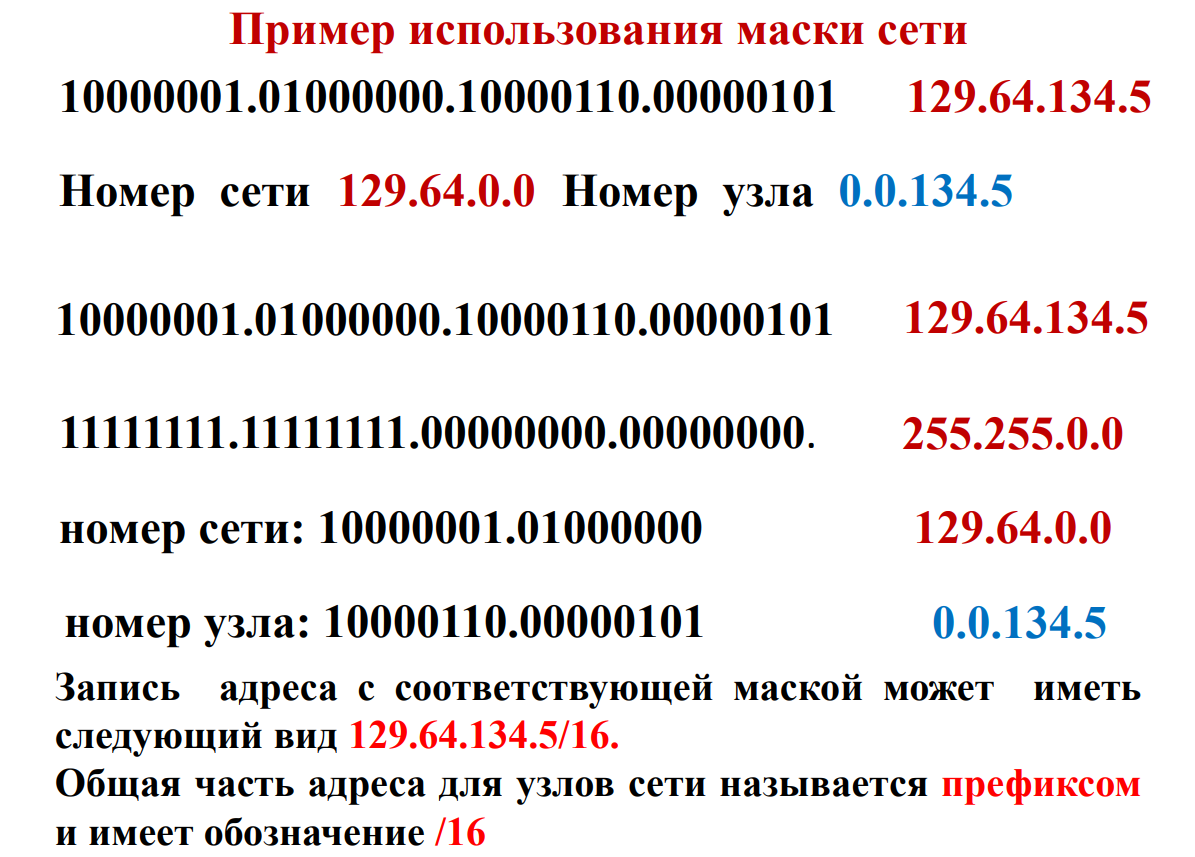 Пример использования маски сети
10000001.01000000.10000110.00000101 129.64.134.5
Номер сети 129.64.0.0 Номер узла 0.0.134.5
10000001.01000000.10000110.00000101 129.64.134.5
11111111.11111111.00000000.00000000. 255.255.0.0
номер сети: 10000001.01000000 129.64.0.0
номер узла: 10000110.00000101 0.0.134.5
Запись адреса с соответствующей маской может иметь
следующий вид 129.64.134.5/16.
Общая часть адреса для узлов сети называется префиксом
и имеет обозначение /16